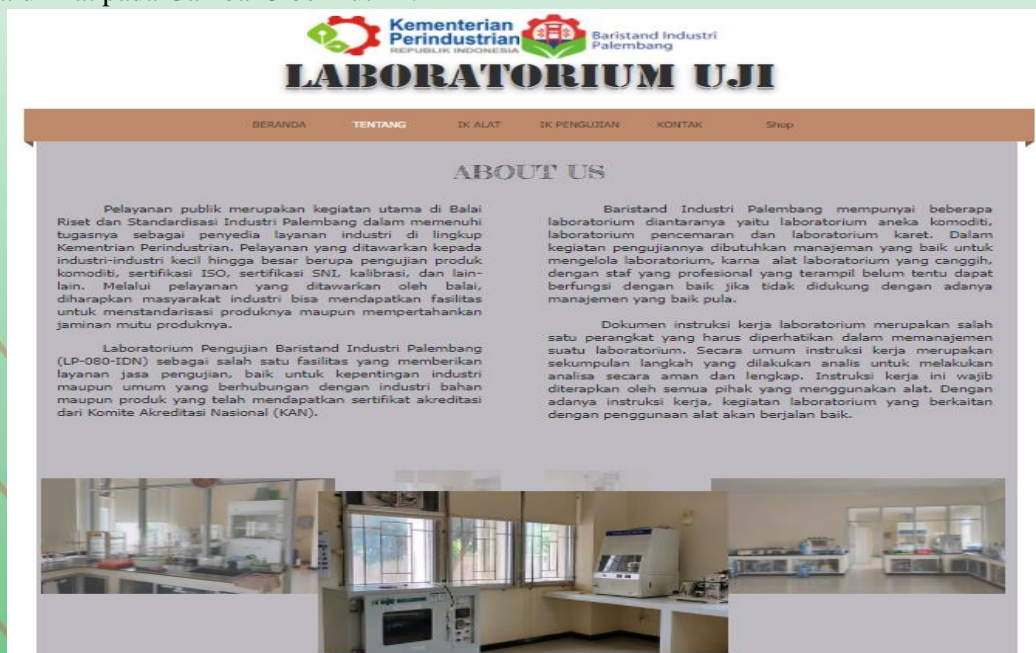 Kementerian
Perindustrian
REPUBLIK INDONESIA
Baristand Industri
Palembang
LABORATORIUM UJI
BERANDA TENTANG IK ALAT IK PENGUJIAN KONTAK Shop
ABOUT US
Pelayanan publik merupakan kegiatan utama di Balai
Riset dan Standardisasi Industri Palembang dalam memenuhi
tugasnya sebagai penyedia layanan industri di lingkup
Kementrian Perindustrian. Pelayanan yang ditawarkan kepada
industri-industri kecil hingga besar berupa pengujian produk
komoditi, sertifikasi ISO, sertifikasi SNI, kalibrasi, dan lain-
lain. Melalui pelayanan yang ditawarkan oleh balai,
diharapkan masyarakat industri bisa mendapatkan fasilitas
untuk menstandarisasi produknya maupun mempertahankan
jaminan mutu produknya.
Laboratorium Pengujian Baristand Industri Palembang
(LP-080-IDN) sebagai salah satu fasilitas yang memberikan
layanan jasa pengujian, baik untuk kepentingan industri
maupun umum yang berhubungan dengan industri bahan
maupun produk yang telah mendapatkan sertifikat akreditasi
dari Komite Akreditasi Nasional (KAN).
Baristand Industri Palembang mempunyai beberapa
laboratorium diantaranya yaitu laboratorium aneka komoditi,
laboratorium pencemaran dan laboratorium karet. Dalam
kegiatan pengujiannya dibutuhkan manajeman yang baik untuk
mengelola laboratorium, karna alat laboratorium yang canggih,
dengan staf yang profesional yang terampil belum tentu dapat
berfungsi dengan baik jika tidak didukung dengan adanya
manajemen yang baik pula.
Dokumen instruksi kerja laboratorium merupakan salah
satu perangkat yang harus diperhatikan dalam memanajemen
suatu laboratorium. Secara umum instruksi kerja merupakan
sekumpulan langkah yang dilakukan analis untuk melakukan
analisa secara aman dan lengkap. Instruksi kerja ini wajib
diterapkan oleh semua pihak yang menggunakan alat. Dengan
adanya instruksi kerja, kegiatan laboratorium yang berkaitan
dengan penggunaan alat akan berjalan baik.